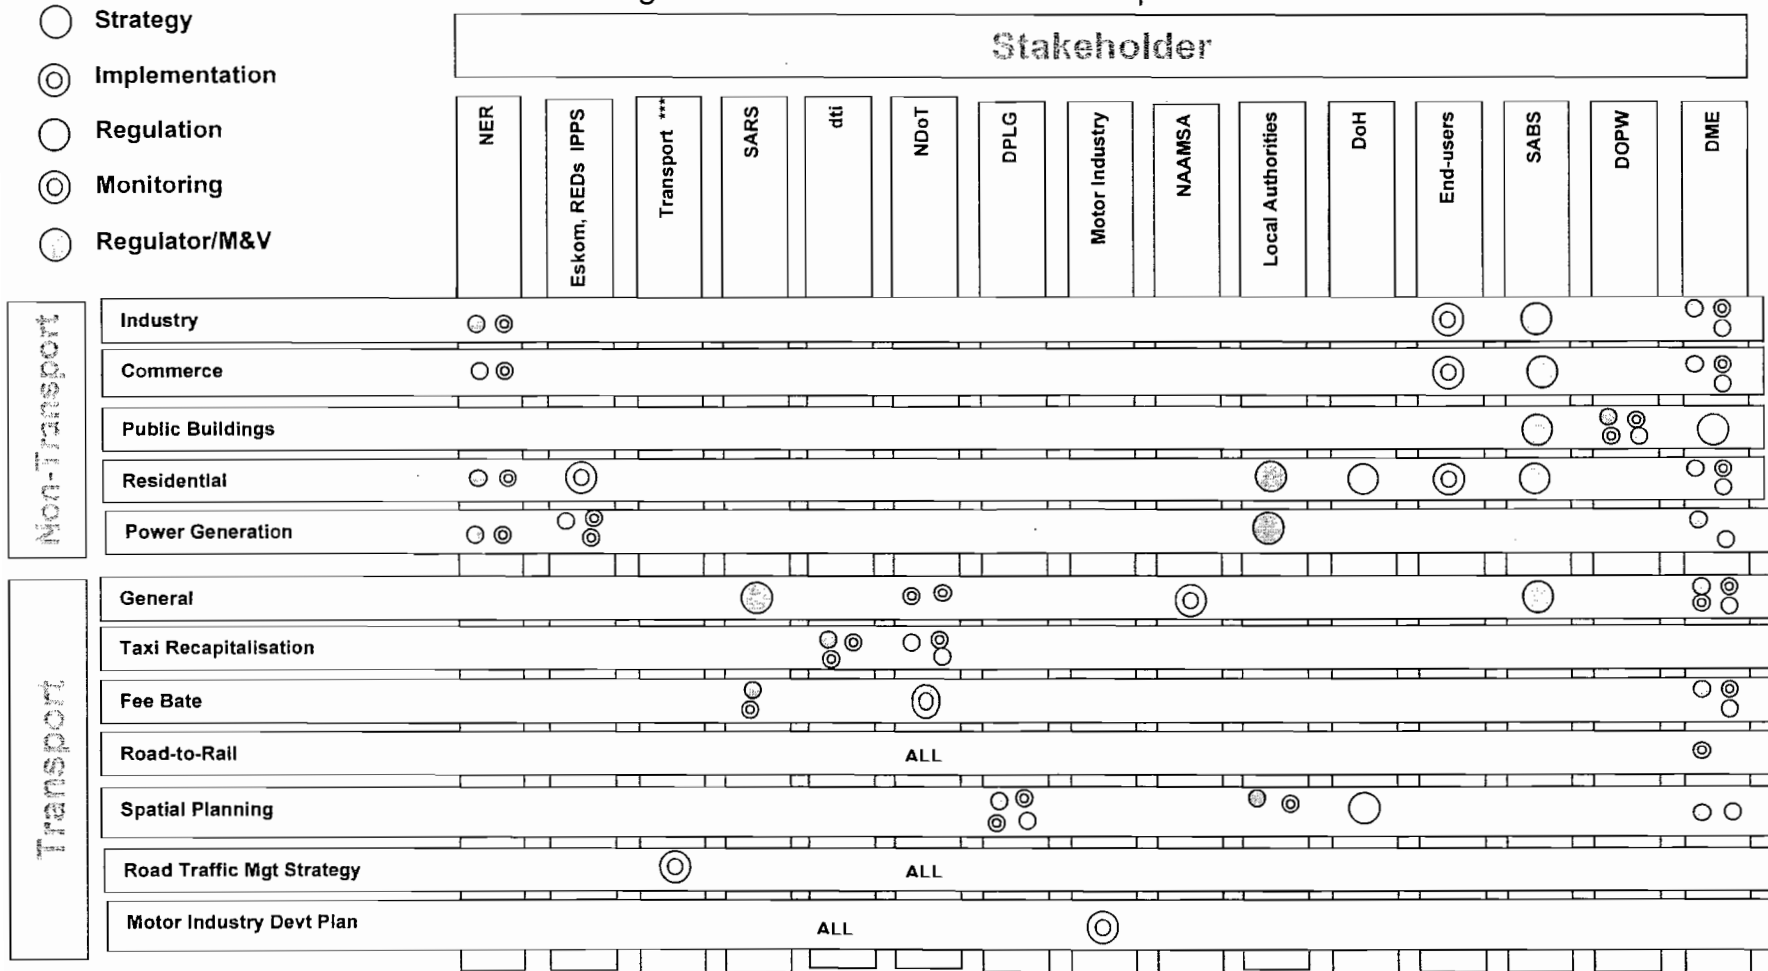 Strategy
Implementation
Regulation
Monitoring
Regulator/M&V
Stakeholder
NER
Eskom, REDs IPPS
Transport ***
SARS
dti
NDoT
DPLG
Motor Industry
NAAMSA
Local Authorities
DoH
End-users
SABS
DOPW
DME
Non-Transport
Industry
Commerce
Public Buildings
Residential
Power Generation
Transport
General
Taxi Recapitalisation
Fee Bate
Road-to-Rail
ALL
Spatial Planning
Road Traffic Mgt Strategy
ALL
Motor Industry Devt Plan
ALL